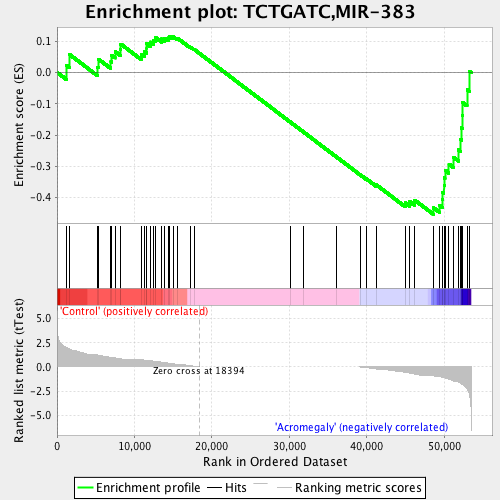 Enrichment plot: TCTGATC,MIR-383
Enrichment score (ES)
0.1
0.0
-0.1
-0.2
-0.3
-0.4
'Control' (positively correlated)
Ranked list metric (tTest)
5.0
2.5
0.0
-2.5
-5.0
Zero cross at 18394
'Acromegaly' (negatively correlated)
0
10,000
20,000
30,000
40,000
50,000
Rank in Ordered Dataset
Enrichment profile
Hits
Ranking metric scores